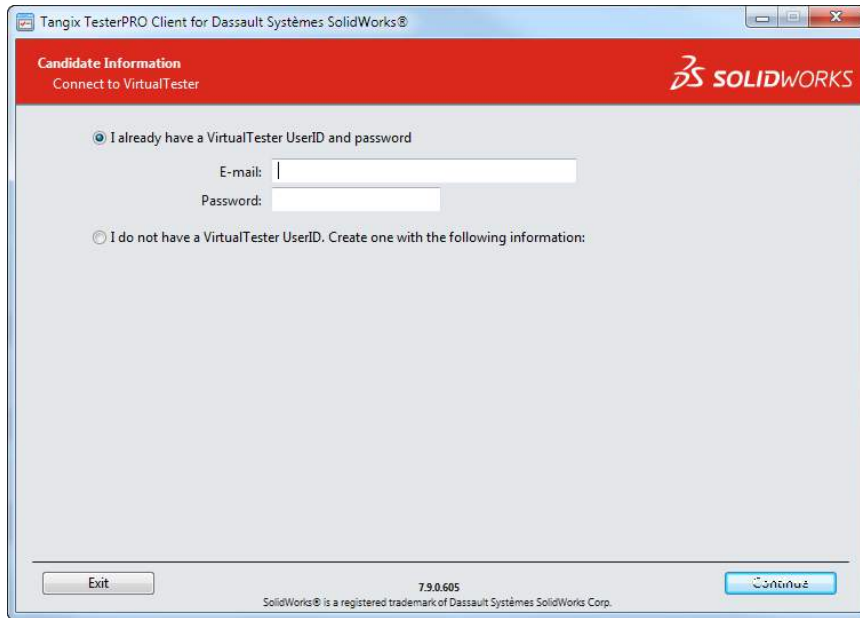 Tangix TesterPRO Client for Dassault Systèmes SolidWorks®
Candidate Information
Connect to VirtualTester
SOLIDWORKS
I already have a VirtualTester UserID and password
E-mail:
Password:
I do not have a VirtualTester UserID. Create one with the following information:
Exit
7.9.0.605
Continue
SolidWorks® is a registered trademark of Dassault Systèmes SolidWorks Corp.